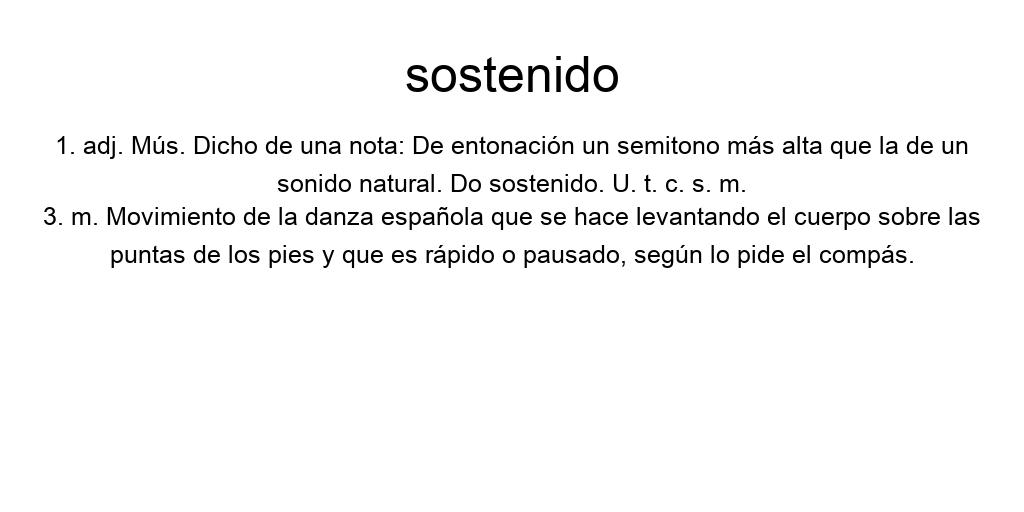 sostenido
1. adj. Mús. Dicho de una nota: De entonación un semitono más alta que la de un
sonido natural. Do sostenido. U. t. c. s. m.
3. m. Movimiento de la danza española que se hace levantando el cuerpo sobre las
puntas de los pies y que es rápido o pausado, según lo pide el compás.